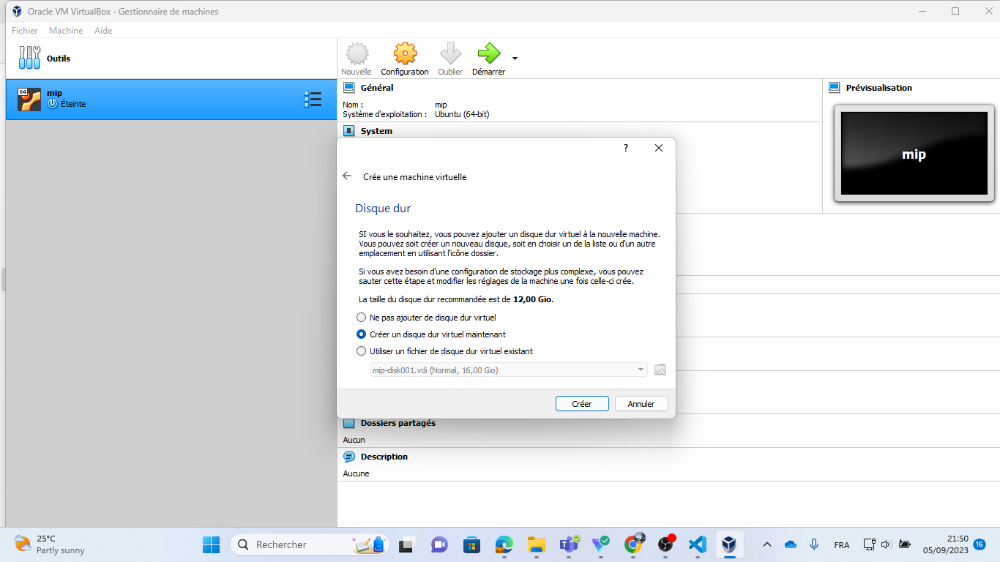 Oracle VM VirtualBox - Gestionnaire de machines
Fichier Machine Aide
Outils
Nouvelle Configuration Oublier Démarrer
64
mip
Éteinte
Général
Nom : mip
Système d'exploitation : Ubuntu (64-bit)
System
Prévisualisation
mip
?
Crée une machine virtuelle
Disque dur
SI vous le souhaitez, vous pouvez ajouter un disque dur virtuel à la nouvelle machine.
Vous pouvez soit créer un nouveau disque, soit en choisir un de la liste ou d'un autre
emplacement en utilisant l'icône dossier.
Si vous avez besoin d'une configuration de stockage plus complexe, vous pouvez
sauter cette étape et modifier les réglages de la machine une fois celle-ci crée.
La taille du disque dur recommandée est de 12,00 Gio.
Ne pas ajouter de disque dur virtuel
Créer un disque dur virtuel maintenant
Utiliser un fichier de disque dur virtuel existant
mip-disk001.vdi (Normal, 16,00 Gio)
Créer Annuler
Dossiers partagés
Aucun
Description
Aucune
25°C
Partly sunny
Rechercher
FRA
21:50
05/09/2023
16